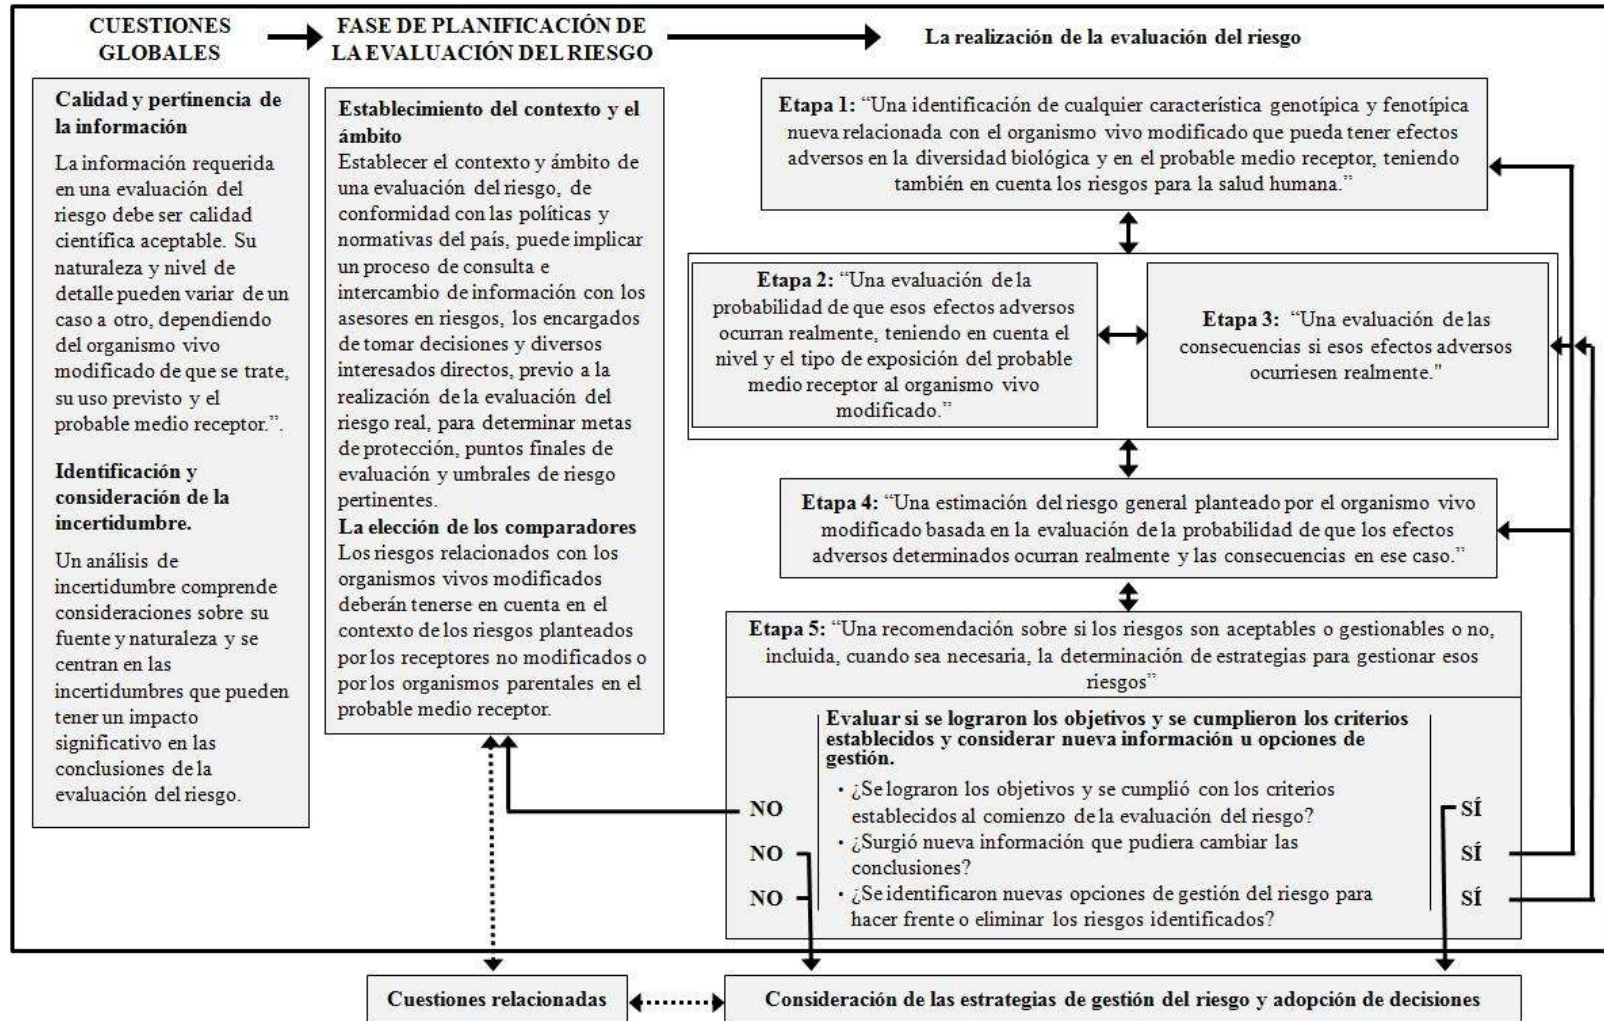 CUESTIONES
GLOBALES
FASE DE PLANIFICACIÓN DE
LA EVALUACIÓN DEL RIESGO
La realización de la evaluación del riesgo
Calidad y pertinencia de
la información
La información requerida
en una evaluación del
riesgo debe ser calidad
científica aceptable. Su
naturaleza y nivel de
detalle pueden variar de un
caso a otro, dependiendo
del organismo vivo
modificado de que se trate,
su uso previsto y el
probable medio receptor.”.
Identificación y
consideración de la
incertidumbre.
Un análisis de
incertidumbre comprende
consideraciones sobre su
fuente y naturaleza y se
centran en las
incertidumbres que pueden
tener un impacto
significativo en las
conclusiones de la
evaluación del riesgo.
Establecimiento del contexto y el
ámbito
Establecer el contexto y ámbito de
una evaluación del riesgo, de
conformidad con las políticas y
normativas del país, puede implicar
un proceso de consulta e
intercambio de información con los
asesores en riesgos, los encargados
de tomar decisiones y diversos
interesados directos, previo a la
realización de la evaluación del
riesgo real, para determinar metas
de protección, puntos finales de
evaluación y umbrales de riesgo
pertinentes.
La elección de los comparadores
Los riesgos relacionados con los
organismos vivos modificados
deberán tenerse en cuenta en el
contexto de los riesgos planteados
por los receptores no modificados o
por los organismos parentales en el
probable medio receptor.
Etapa 1: “Una identificación de cualquier característica genotípica y fenotípica
nueva relacionada con el organismo vivo modificado que pueda tener efectos
adversos en la diversidad biológica y en el probable medio receptor, teniendo
también en cuenta los riesgos para la salud humana.”
Etapa 2: “Una evaluación de la
probabilidad de que esos efectos adversos
ocurran realmente, teniendo en cuenta el
nivel y el tipo de exposición del probable
medio receptor al organismo vivo
modificado.”
Etapa 3: “Una evaluación de las
consecuencias si esos efectos adversos
ocurriesen realmente."
Etapa 4: “Una estimación del riesgo general planteado por el organismo vivo
modificado basada en la evaluación de la probabilidad de que los efectos
adversos determinados ocurran realmente y las consecuencias en ese caso.”
Etapa 5: “Una recomendación sobre si los riesgos son aceptables o gestionables o no,
incluida, cuando sea necesaria, la determinación de estrategias para gestionar esos
riesgos”
Evaluar si se lograron los objetivos y se cumplieron los criterios
establecidos y considerar nueva información u opciones de
gestión.
NO
• ¿Se lograron los objetivos y se cumplió con los criterios
establecidos al comienzo de la evaluación del riesgo?
SÍ
NO
• ¿Surgió nueva información que pudiera cambiar las
conclusiones?
SÍ
NO
• ¿Se identificaron nuevas opciones de gestión del riesgo para
hacer frente o eliminar los riesgos identificados?
SÍ
Cuestiones relacionadas
Consideración de las estrategias de gestión del riesgo y adopción de decisiones